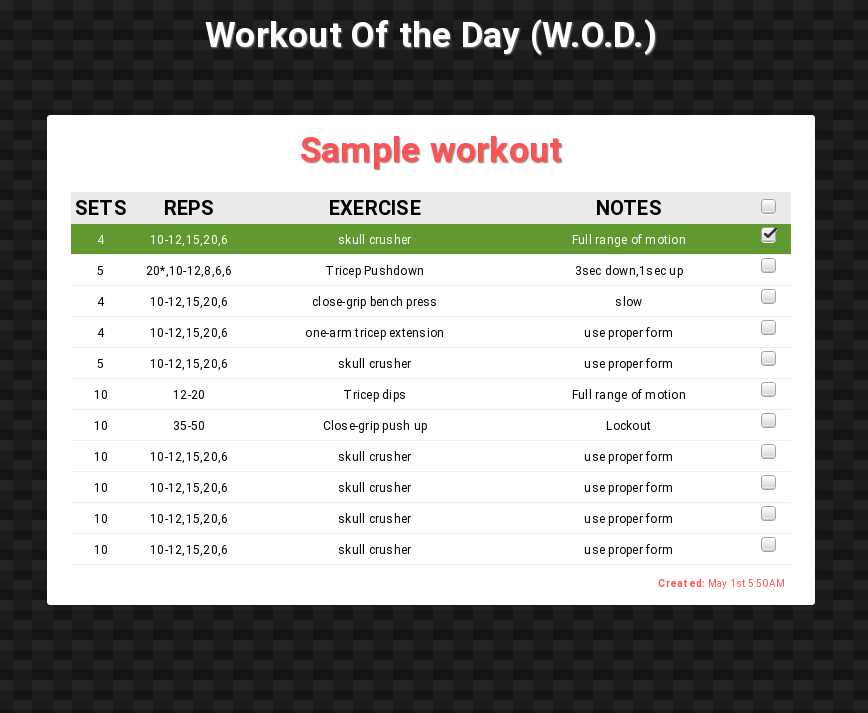 Workout Of the Day (W.O.D.)
Sample workout
SETS REPS EXERCISE NOTES
4 10-12,15,20,6 skull crusher Full range of motion
5 20*,10-12,8,6,6 Tricep Pushdown 3sec down,1sec up
4 10-12,15,20,6 close-grip bench press slow
4 10-12,15,20,6 one-arm tricep extension use proper form
5 10-12,15,20,6 skull crusher use proper form
10 12-20 Tricep dips Full range of motion
10 35-50 Close-grip push up Lockout
10 10-12,15,20,6 skull crusher use proper form
10 10-12,15,20,6 skull crusher use proper form
10 10-12,15,20,6 skull crusher use proper form
10 10-12,15,20,6 skull crusher use proper form
Created: May 1st 5:50AM